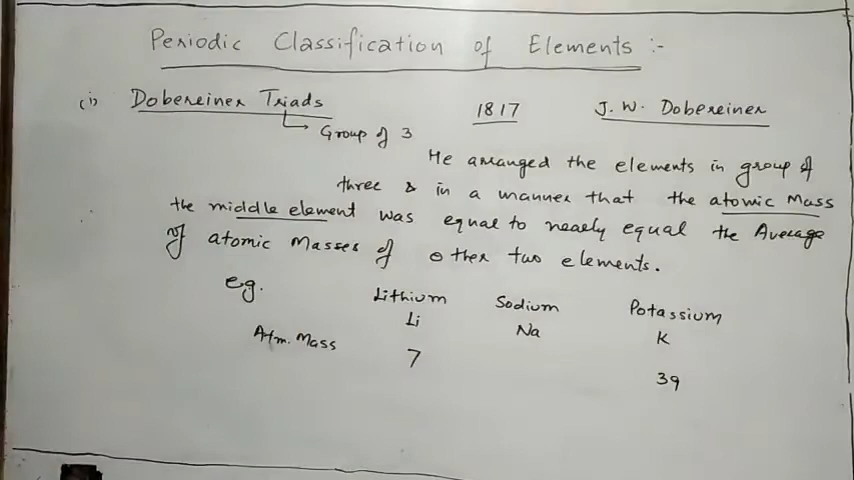 Periodic Classification of Elements :-
(i) Dobereiner Triads 1817 J. W. Dobereiner
Group of 3
He arranged the elements in group of
three & in a manner that the atomic Mass
the middle element was equal to nearly equal the Average
of atomic Masses of other two elements.
eg. Lithium Sodium Potassium
Li Na K
Atm. Mass 7 39